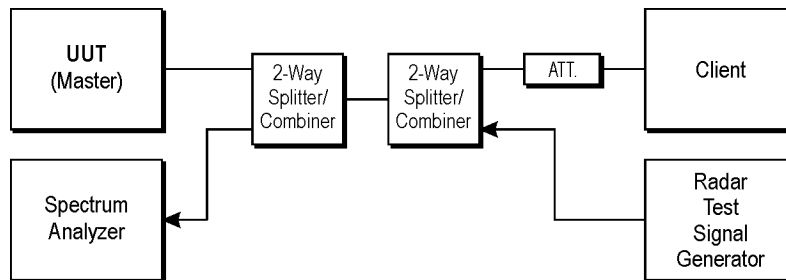 UUT
(Master)
2-Way
Splitter/
Combiner
2-Way
Splitter/
Combiner
ATT.
Client
Spectrum
Analyzer
Radar
Test
Signal
Generator